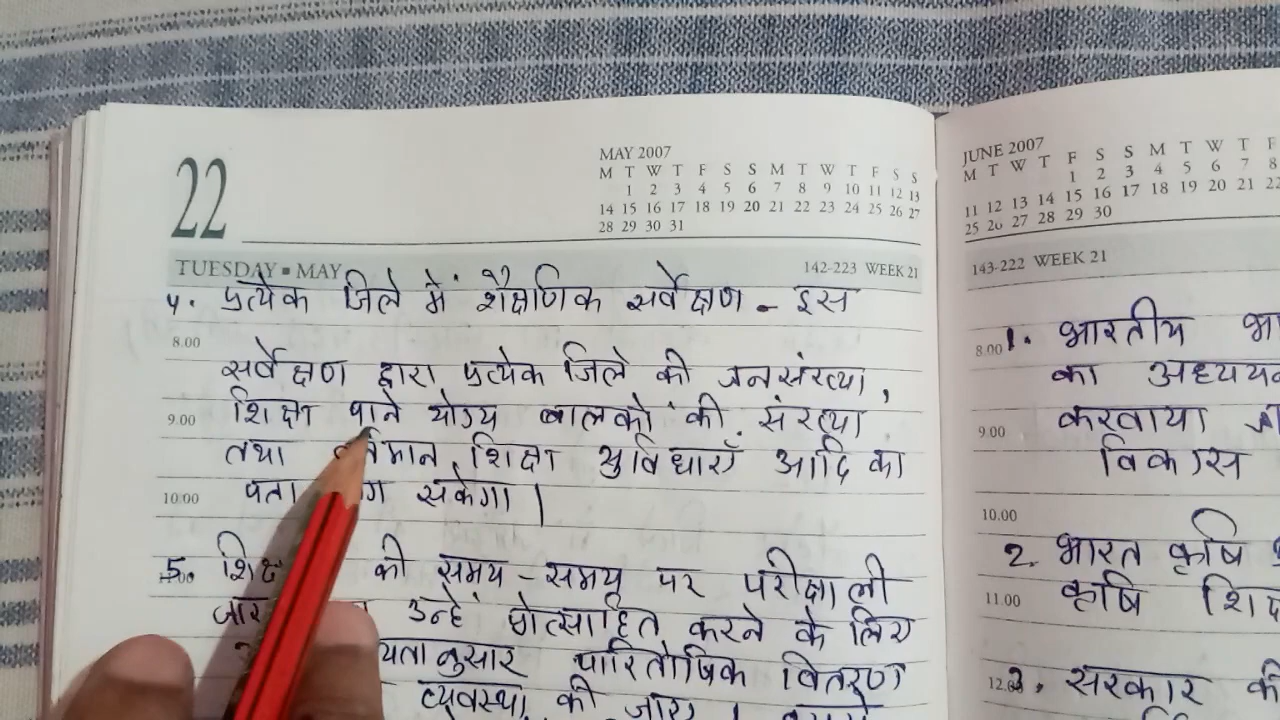 22
MAY 2007
M T W T F S S M T W T F S S
1 2 3 4 5 6 7 8 9 10 11 12 13
14 15 16 17 18 19 20 21 22 23 24 25 26 27
28 29 30 31
TUESDAY ▪ MAY
142-223 WEEK 21
4. प्रत्येक जिले में शैक्षणिक सर्वेक्षण - इस
8.00
सर्वेक्षण द्वारा प्रत्येक जिले की जनसंख्या,
9.00 शिक्षा पाने योग्य बालकों की संख्या
तथा शिक्षा सुविधाएँ आदि का
10.00 पता सकेगा।
5. की समय-समय पर परीक्षा ली
उन्हें प्रोत्साहित करने के लिए
पारितोषिक वितरण
व्यवस्था की जाए।
JUNE 2007
M T W T F S S M T W T F
1 2 3 4 5 6 7 8
11 12 13 14 15 16 17 18 19 20 21 22
25 26 27 28 29 30
143-222 WEEK 21
8.00 1. भारतीय
का
9.00 करवाया
विकास
10.00
2. भारत कृषि
11.00 कृषि
12.00 3. सरकार की